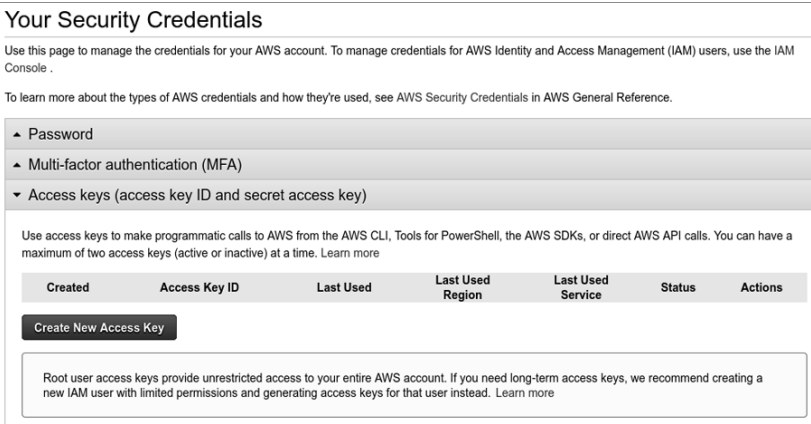 Your Security Credentials
Use this page to manage the credentials for your AWS account. To manage credentials for AWS Identity and Access Management (IAM) users, use the IAM
Console .
To learn more about the types of AWS credentials and how they're used, see AWS Security Credentials in AWS General Reference.
Password
Multi-factor authentication (MFA)
Access keys (access key ID and secret access key)
Use access keys to make programmatic calls to AWS from the AWS CLI, Tools for PowerShell, the AWS SDKs, or direct AWS API calls. You can have a
maximum of two access keys (active or inactive) at a time. Learn more
Created Access Key ID Last Used Last Used Region Last Used Service Status Actions
Create New Access Key
Root user access keys provide unrestricted access to your entire AWS account. If you need long-term access keys, we recommend creating a
new IAM user with limited permissions and generating access keys for that user instead. Learn more